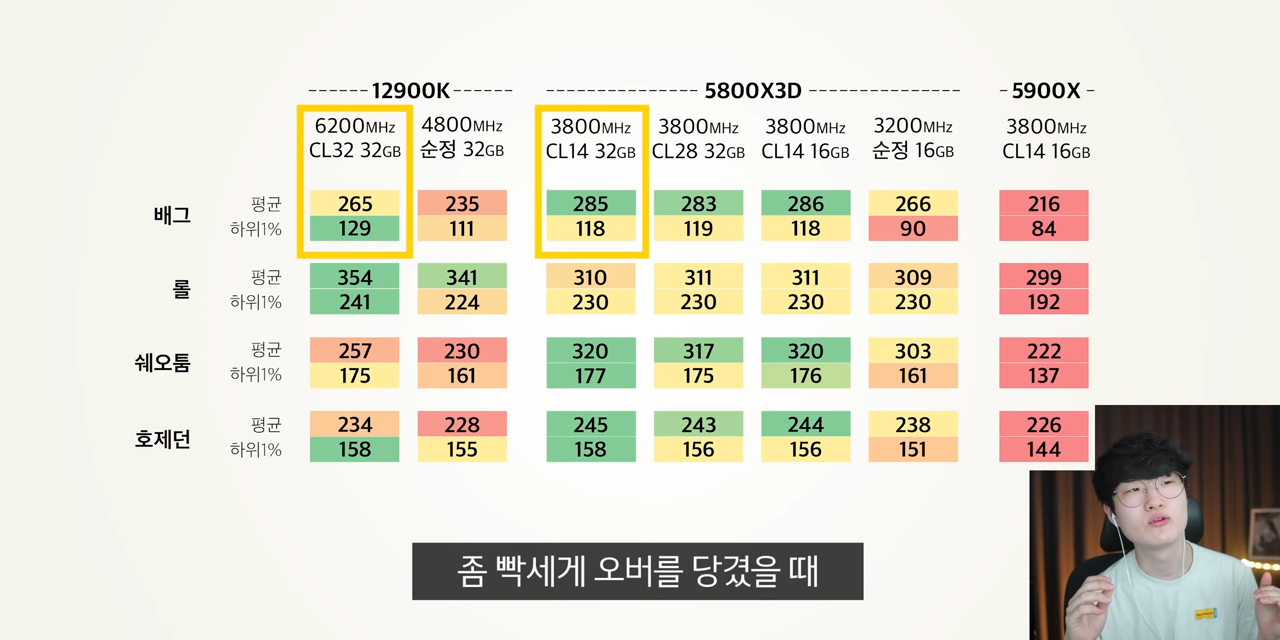 12900K 5800X3D 5900X
6200MHz 4800MHz 3800MHz 3800MHz 3800MHz 3200MHz 3800MHz
CL32 32GB 순정 32GB CL14 32GB CL28 32GB CL14 16GB 순정 16GB CL14 16GB
배그
평균 265 235 285 283 286 266 216
하위1% 129 111 118 119 118 90 84
롤
평균 354 341 310 311 311 309 299
하위1% 241 224 230 230 230 230 192
쉐오툼
평균 257 230 320 317 320 303 222
하위1% 175 161 177 175 176 161 137
호제던
평균 234 228 245 243 244 238 226
하위1% 158 155 158 156 156 151 144
좀 빡세게 오버를 당겼을 때